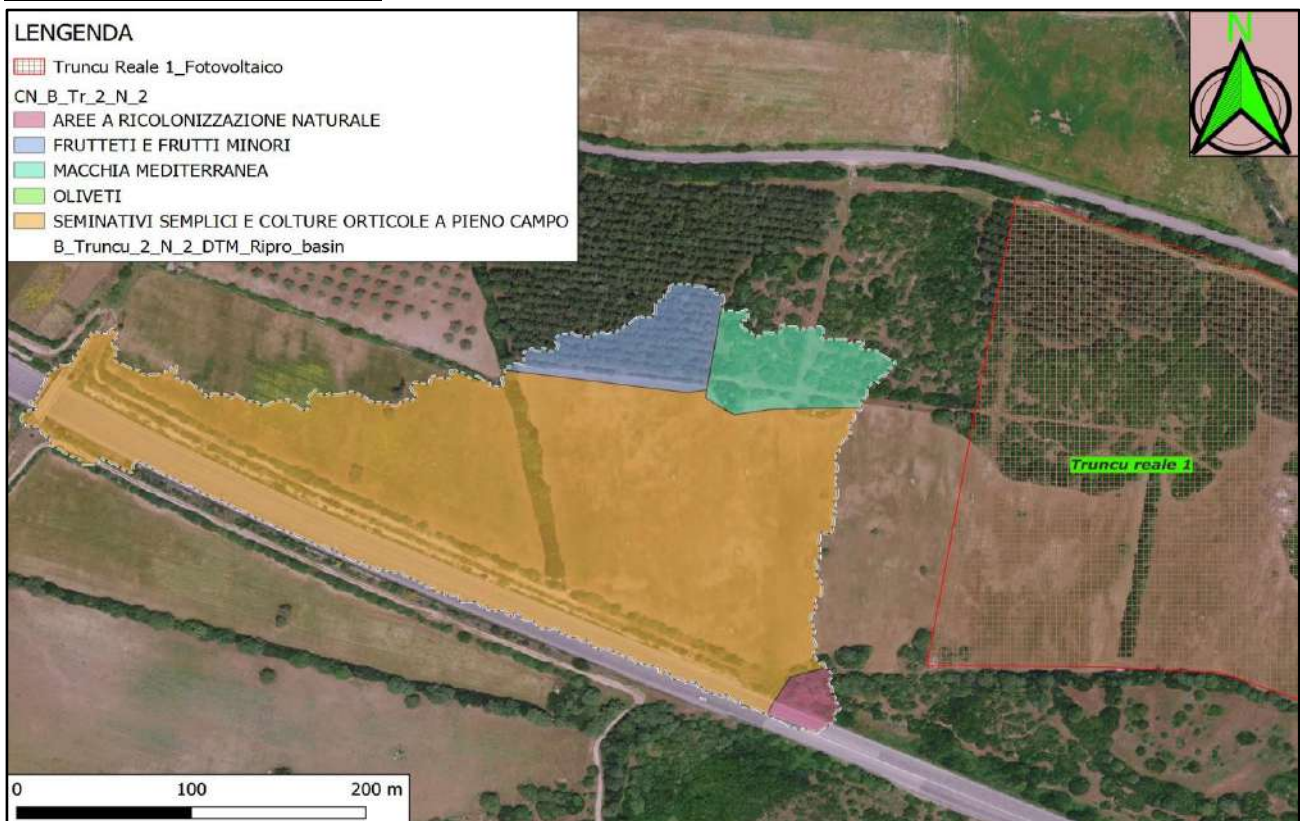 LENGENDA
Truncu Reale 1_Fotovoltaico
CN_B_Tr_2_N_2
AREE A RICOLONIZZAZIONE NATURALE
FRUTTETI E FRUTTI MINORI
MACCHIA MEDITERRANEA
OLIVETI
SEMINATIVI SEMPLICI E COLTURE ORTICOLE A PIENO CAMPO
B_Truncu_2_N_2_DTM_Ripro_basin
N
Truncu reale 1
0 100 200 m